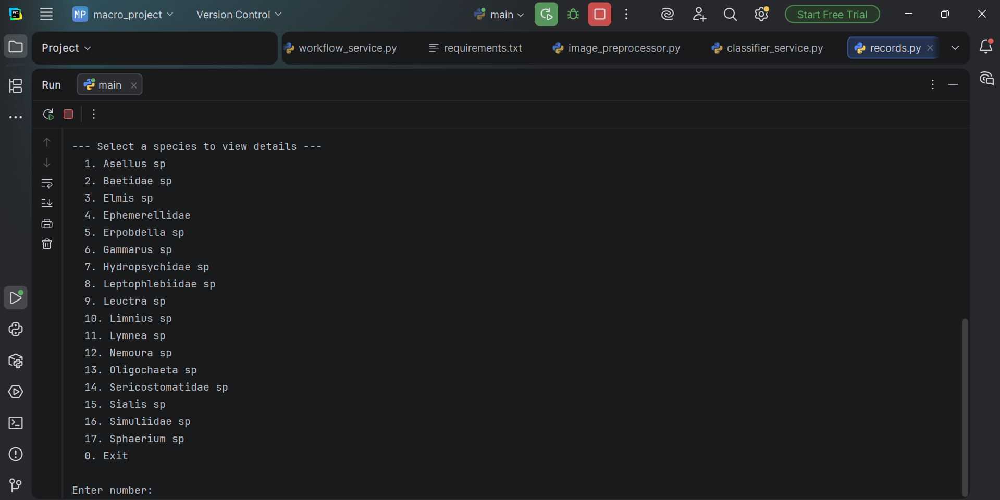 PC
MP macro_project Version Control main Start Free Trial
Project workflow_service.py requirements.txt image_preprocessor.py classifier_service.py records.py
Run main
--- Select a species to view details ---
1. Asellus sp
2. Baetidae sp
3. Elmis sp
4. Ephemerellidae
5. Erpobdella sp
6. Gammarus sp
7. Hydropsychidae sp
8. Leptophlebiidae sp
9. Leuctra sp
10. Limnius sp
11. Lymnea sp
12. Nemoura sp
13. Oligochaeta sp
14. Sericostomatidae sp
15. Sialis sp
16. Simuliidae sp
17. Sphaerium sp
0. Exit
Enter number: